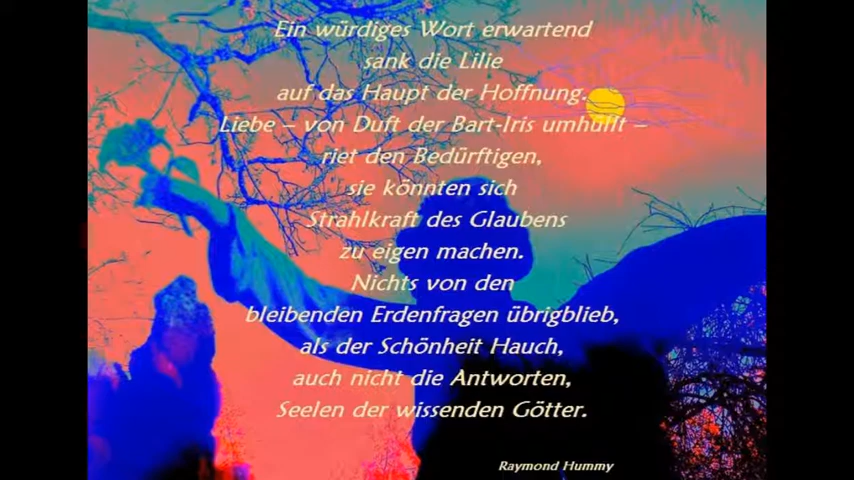 Ein würdiges Wort erwartend
sank die Lilie
auf das Haupt der Hoffnung.
Liebe – von Duft der Bart-Iris umhüllt –
riet den Bedürftigen,
sie könnten sich
Strahlkraft des Glaubens
zu eigen machen.
Nichts von den
bleibenden Erdenfragen übrigblieb,
als der Schönheit Hauch,
auch nicht die Antworten,
Seelen der wissenden Götter.
Raymond Hummy